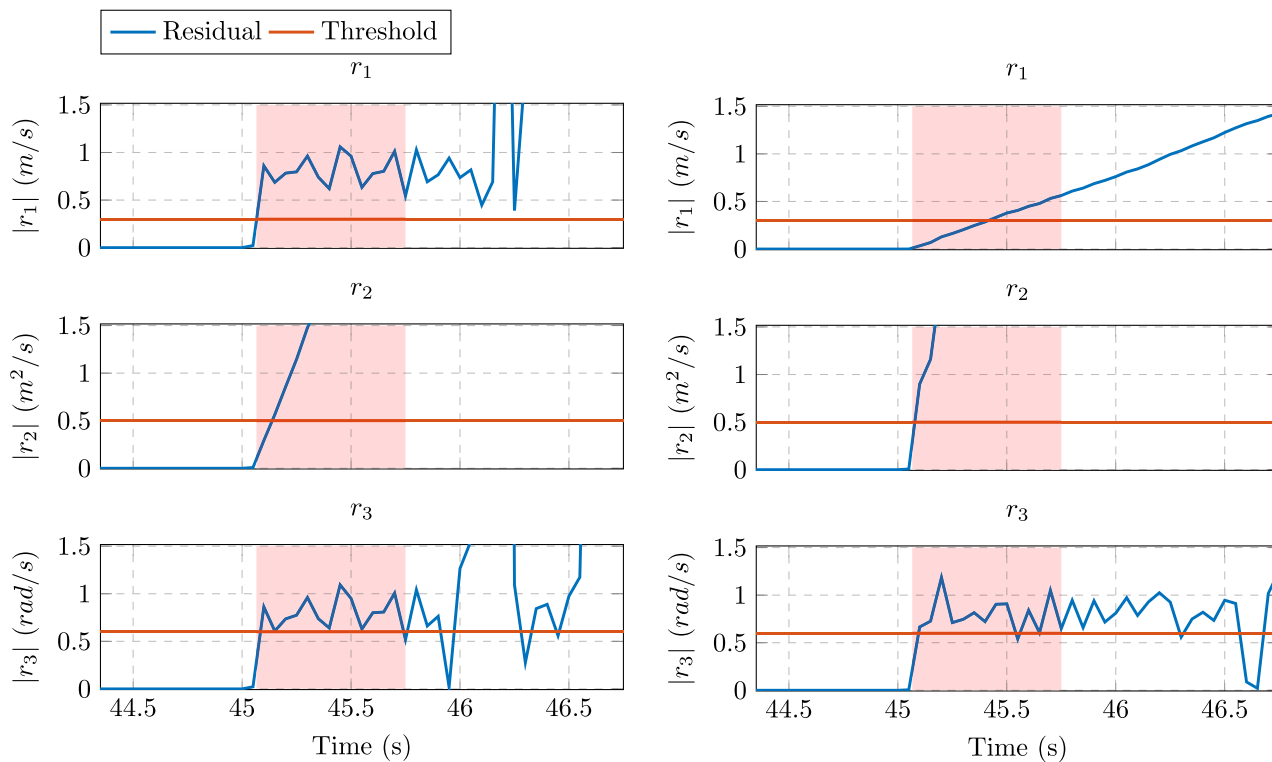 Residual Threshold
r₁
1.5
1
0.5
0
|r₁| (m/s)
r₂
1.5
1
0.5
0
|r₂| (m²/s)
r₃
1.5
1
0.5
0
|r₃| (rad/s)
44.5 45 45.5 46 46.5
Time (s)
r₁
1.5
1
0.5
0
|r₁| (m/s)
r₂
1.5
1
0.5
0
|r₂| (m²/s)
r₃
1.5
1
0.5
0
|r₃| (rad/s)
44.5 45 45.5 46 46.5
Time (s)